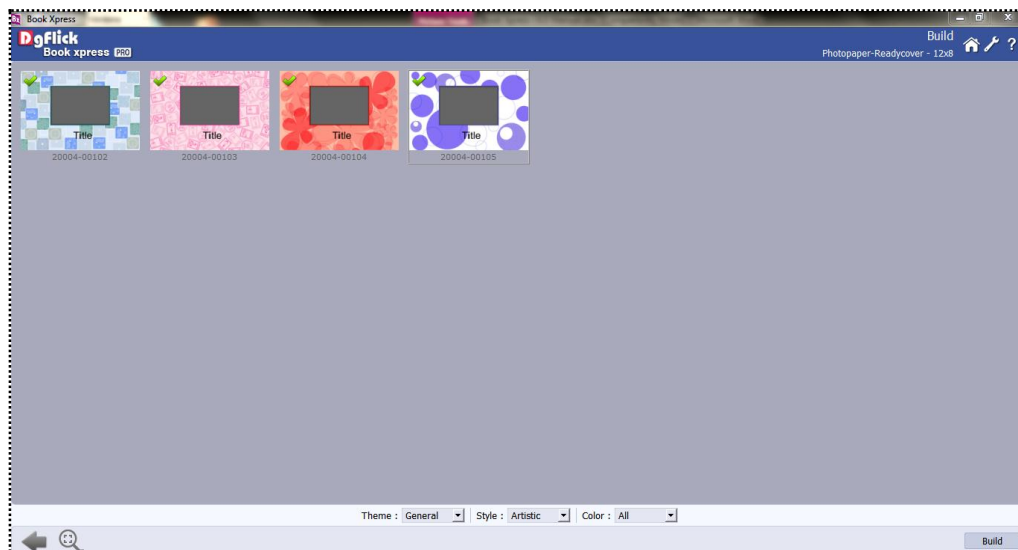 Book Xpress
DgFlick
Book xpress PRO
Build
Photopaper-Readycover - 12x8
?
Title
Title
Title
Title
20004-00102
20004-00103
20004-00104
20004-00105
Theme : General Style : Artistic Color : All
Build